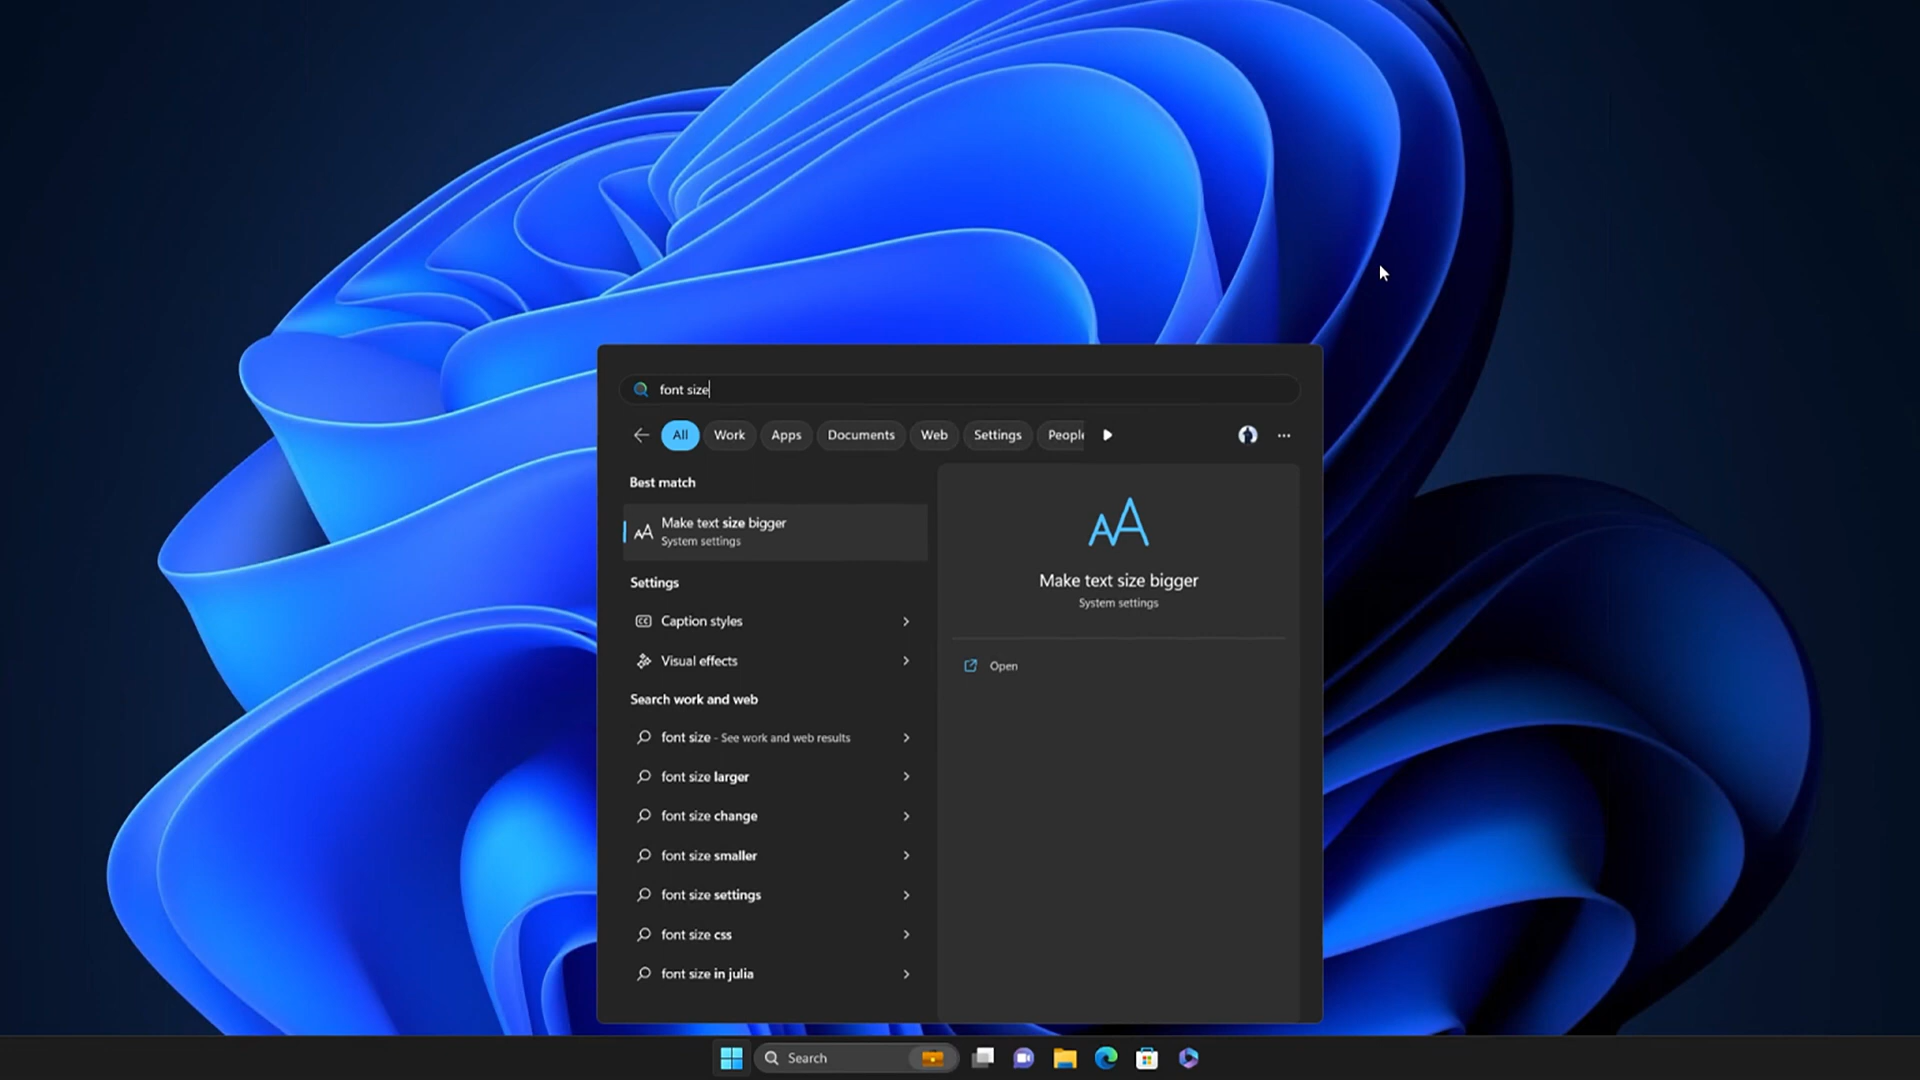 font size
All
Work
Apps
Documents
Web
Settings
People
Best match
Make text size bigger
System settings
Settings
Caption styles
Visual effects
Search work and web
font size - See work and web results
font size larger
font size change
font size smaller
font size settings
font size css
font size in julia
Make text size bigger
System settings
Open
Search